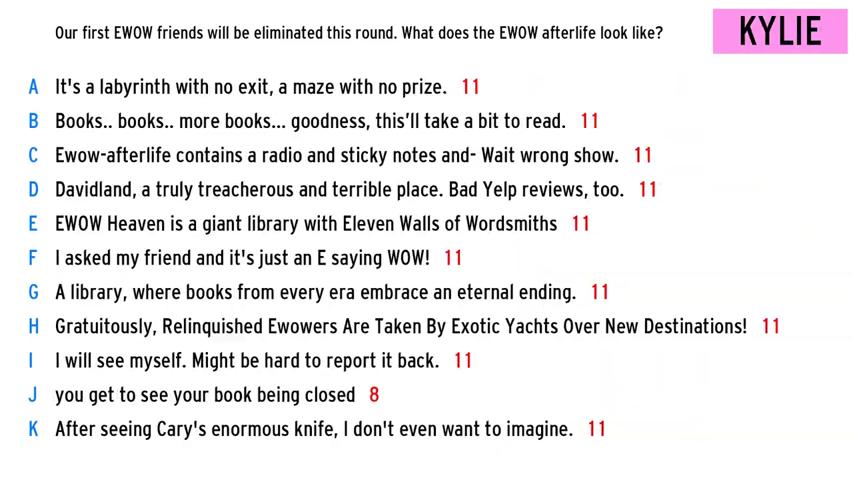 Our first EWOW friends will be eliminated this round. What does the EWOW afterlife look like?
KYLIE
A It's a labyrinth with no exit, a maze with no prize. 11
B Books.. books.. more books... goodness, this'll take a bit to read. 11
C Ewow-afterlife contains a radio and sticky notes and- Wait wrong show. 11
D Davidland, a truly treacherous and terrible place. Bad Yelp reviews, too. 11
E EWOW Heaven is a giant library with Eleven Walls of Wordsmiths 11
F I asked my friend and it's just an E saying WOW! 11
G A library, where books from every era embrace an eternal ending. 11
H Gratuitously, Relinquished Ewowers Are Taken By Exotic Yachts Over New Destinations! 11
I I will see myself. Might be hard to report it back. 11
J you get to see your book being closed 8
K After seeing Cary's enormous knife, I don't even want to imagine. 11